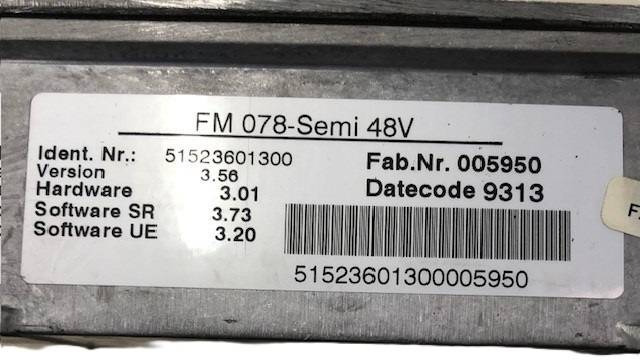 FM 078-Semi 48V
Ident. Nr.: 51523601300
Version 3.56
Hardware 3.01
Software SR 3.73
Software UE 3.20
Fab.Nr. 005950
Datecode 9313
51523601300005950